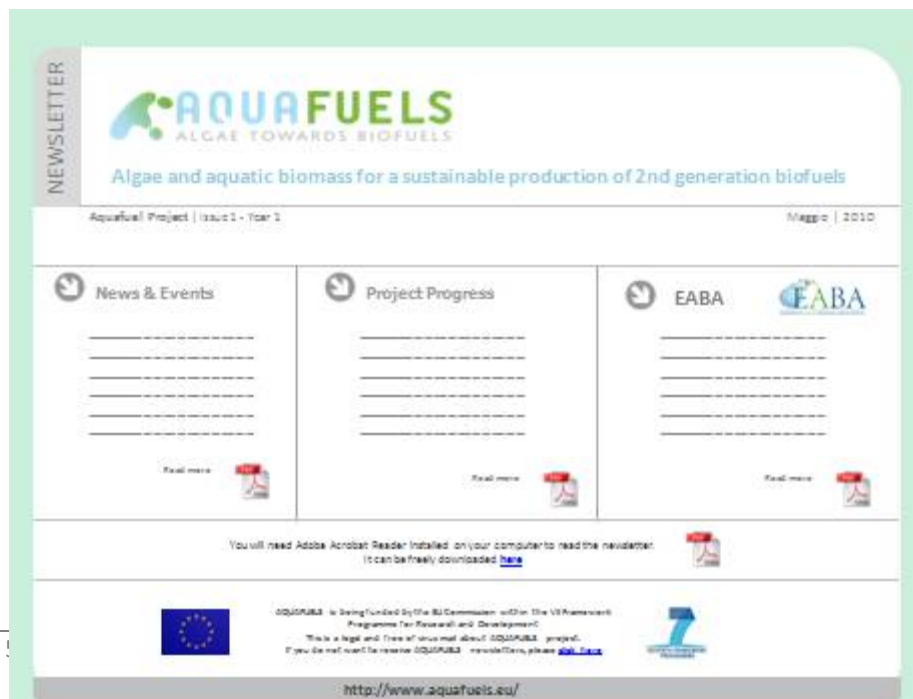 NEWSLETTER
AQUAFUELS
ALGAE TOWARDS BIOFUELS
Algae and aquatic biomass for a sustainable production of 2nd generation biofuels
Aquafuel Project | Issue 1 - Year 1
Maggio | 2010
News & Events
Project Progress
EABA
EABA
Read more
Read more
Read more
You will need Adobe Acrobat Reader installed on your computer to read the newsletter.
It can be freely downloaded here
AQUAFUELS is being funded by the EU Commission within the VII Framework
Programme for Research and Development
This is a legal and free of virus mail about AQUAFUELS project.
If you do not want to receive AQUAFUELS newsletters, please click here
7
5
http://www.aquafuels.eu/